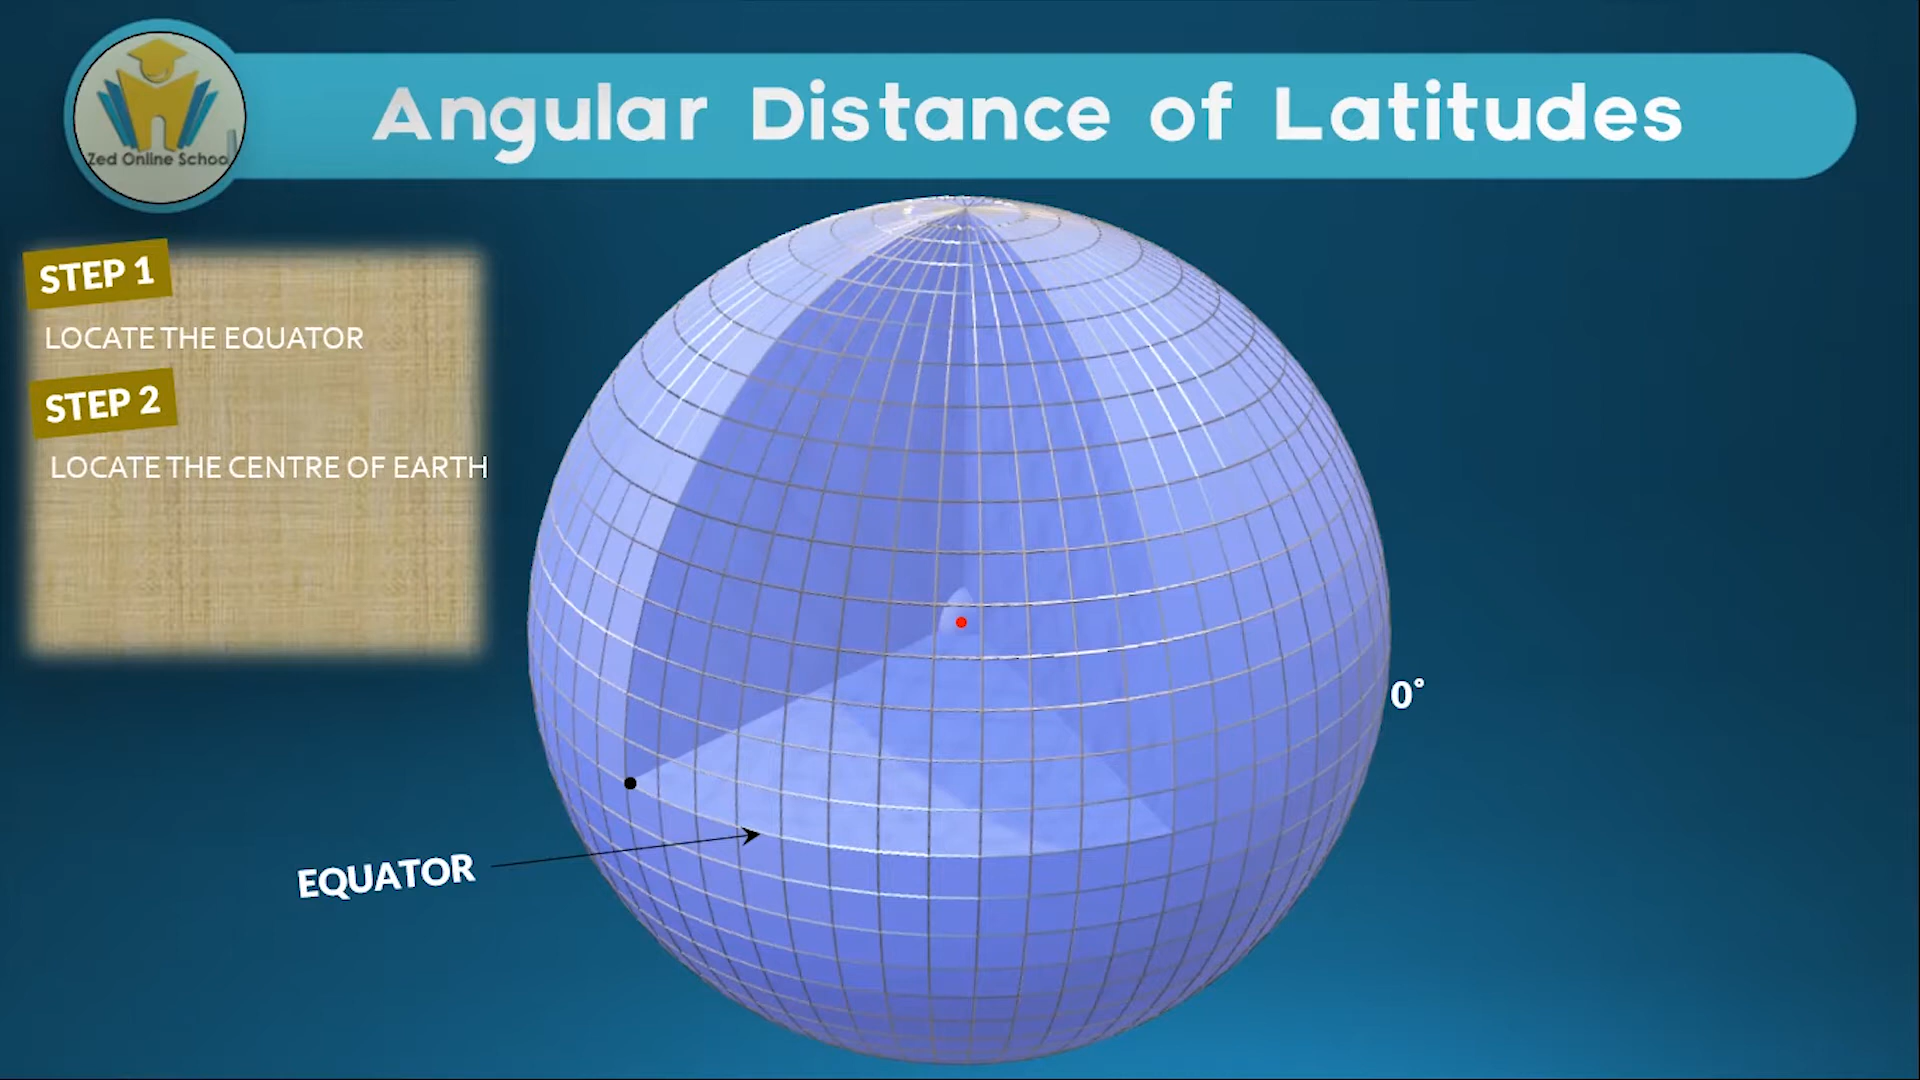 Angular Distance of Latitudes
Zed Online School
STEP 1
LOCATE THE EQUATOR
STEP 2
LOCATE THE CENTRE OF EARTH
0°
EQUATOR